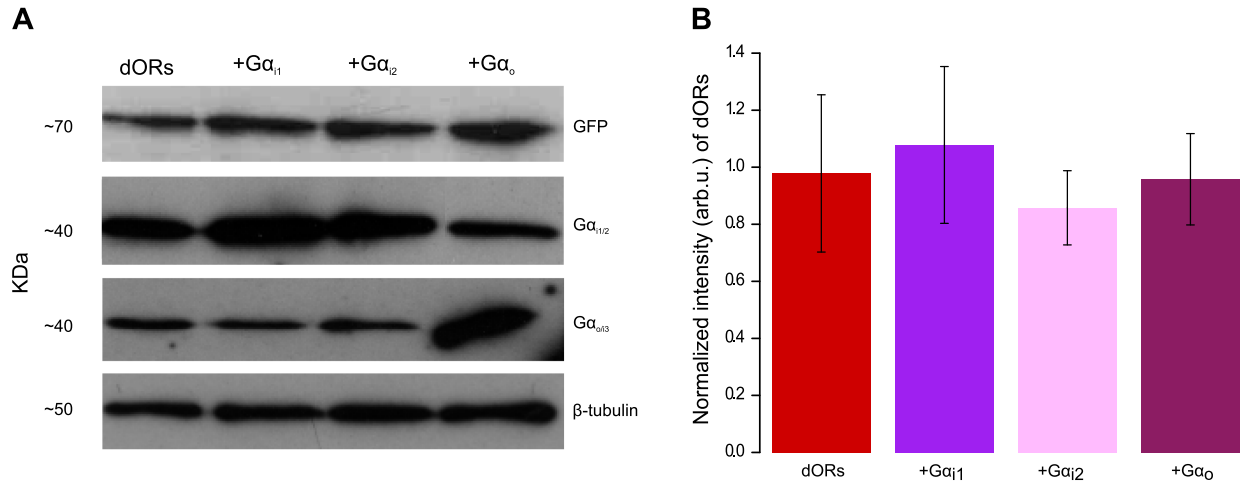 A
dORs +Gαi1 +Gαi2 +Gαo
~70 GFP
~40 Gαi1/2
KDa
~40 Gαo/i3
~50 β-tubulin
B
Normalized intensity (arb.u.) of dORs
1.4
1.2
1.0
0.8
0.6
0.4
0.2
0.0
dORs +Gαi1 +Gαi2 +Gαo